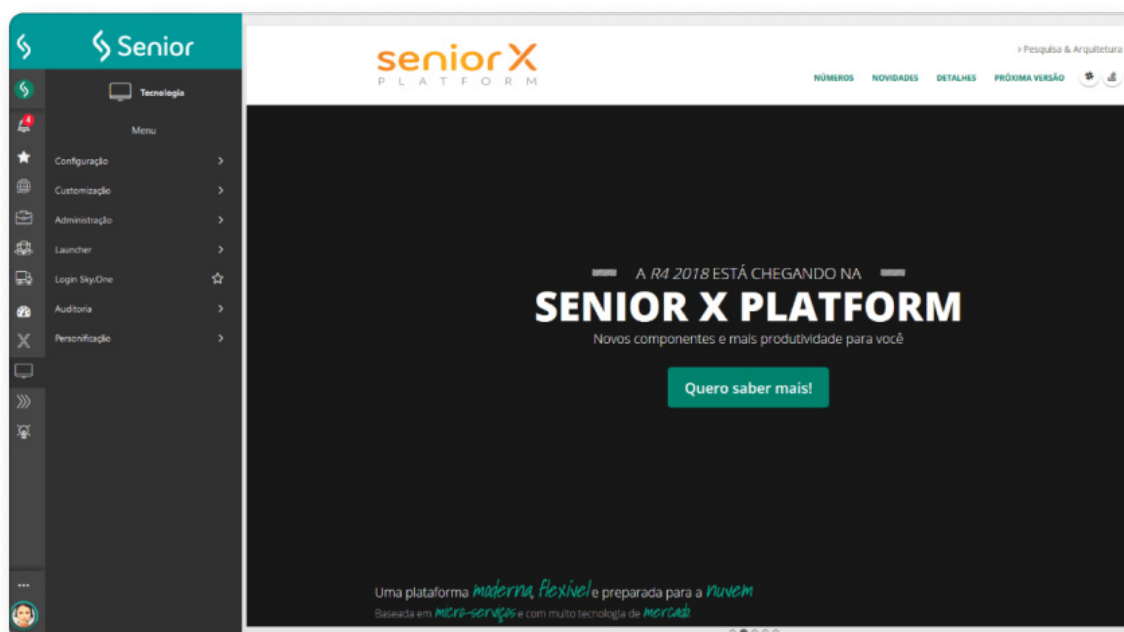 Senior
Tecnologia
Menu
Configuração
Customização
Administração
Launcher
Login Sky.One
Auditoria
Personificação
4
senior X
PLATFORM
› Pesquisa & Arquitetura
NÚMEROS NOVIDADES DETALHES PRÓXIMA VERSÃO
A R4 2018 ESTÁ CHEGANDO NA
SENIOR X PLATFORM
Novos componentes e mais produtividade para você
Quero saber mais!
Uma plataforma moderna, flexível e preparada para a nuvem
Baseada em micro-serviços e com muito tecnologia de mercado.